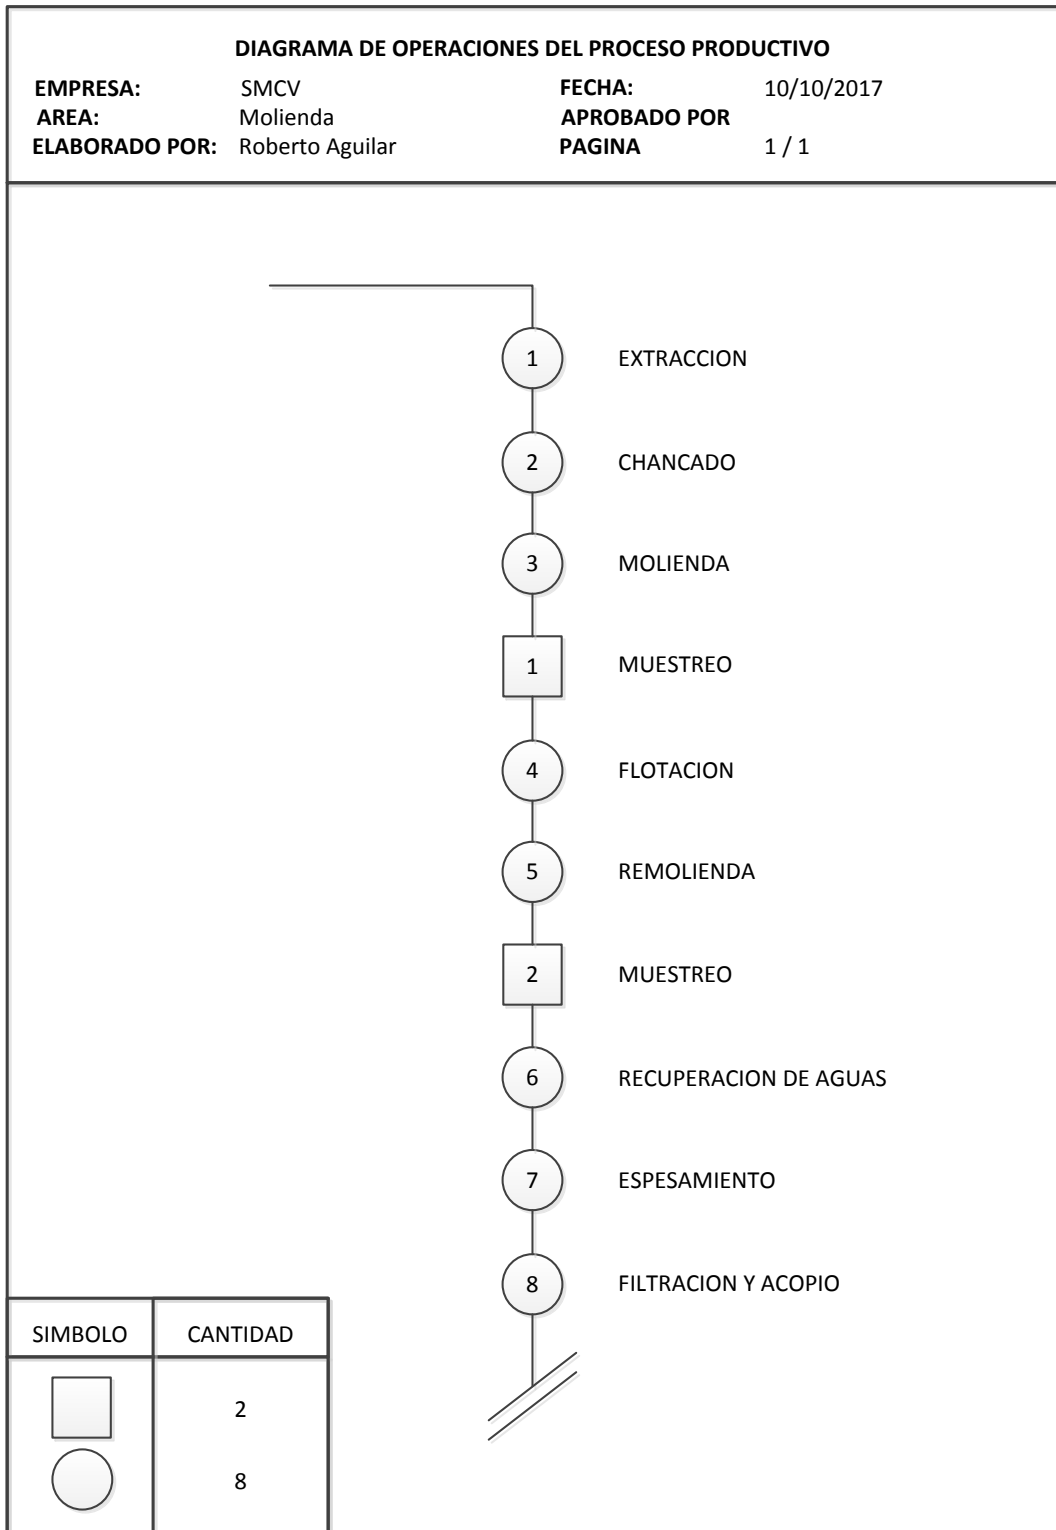 DIAGRAMA DE OPERACIONES DEL PROCESO PRODUCTIVO
EMPRESA: SMCV FECHA: 10/10/2017
AREA: Molienda APROBADO POR
ELABORADO POR: Roberto Aguilar PAGINA 1 / 1
1 EXTRACCION
2 CHANCADO
3 MOLIENDA
1 MUESTREO
4 FLOTACION
5 REMOLIENDA
2 MUESTREO
6 RECUPERACION DE AGUAS
7 ESPESAMIENTO
8 FILTRACION Y ACOPIO
SIMBOLO CANTIDAD
2
8